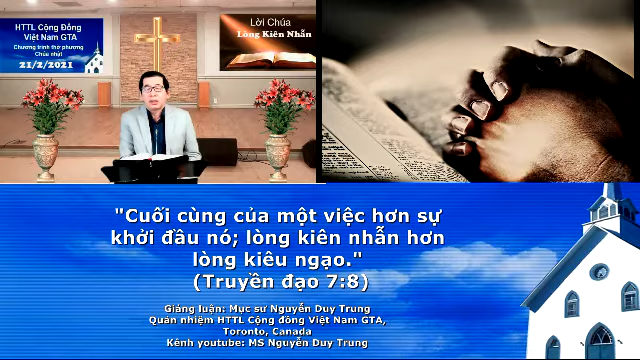 HTTL Cộng Đồng
Việt Nam GTA
Chương trình thờ phượng
Chúa nhật
21/2/2021
Lời Chúa
Lòng Kiên Nhẫn
"Cuối cùng của một việc hơn sự
khởi đầu nó; lòng kiên nhẫn hơn
lòng kiêu ngạo."
(Truyền đạo 7:8)
Giảng luận: Mục sư Nguyễn Duy Trung
Quản nhiệm HTTL Cộng đồng Việt Nam GTA,
Toronto, Canada
Kênh youtube: MS Nguyễn Duy Trung